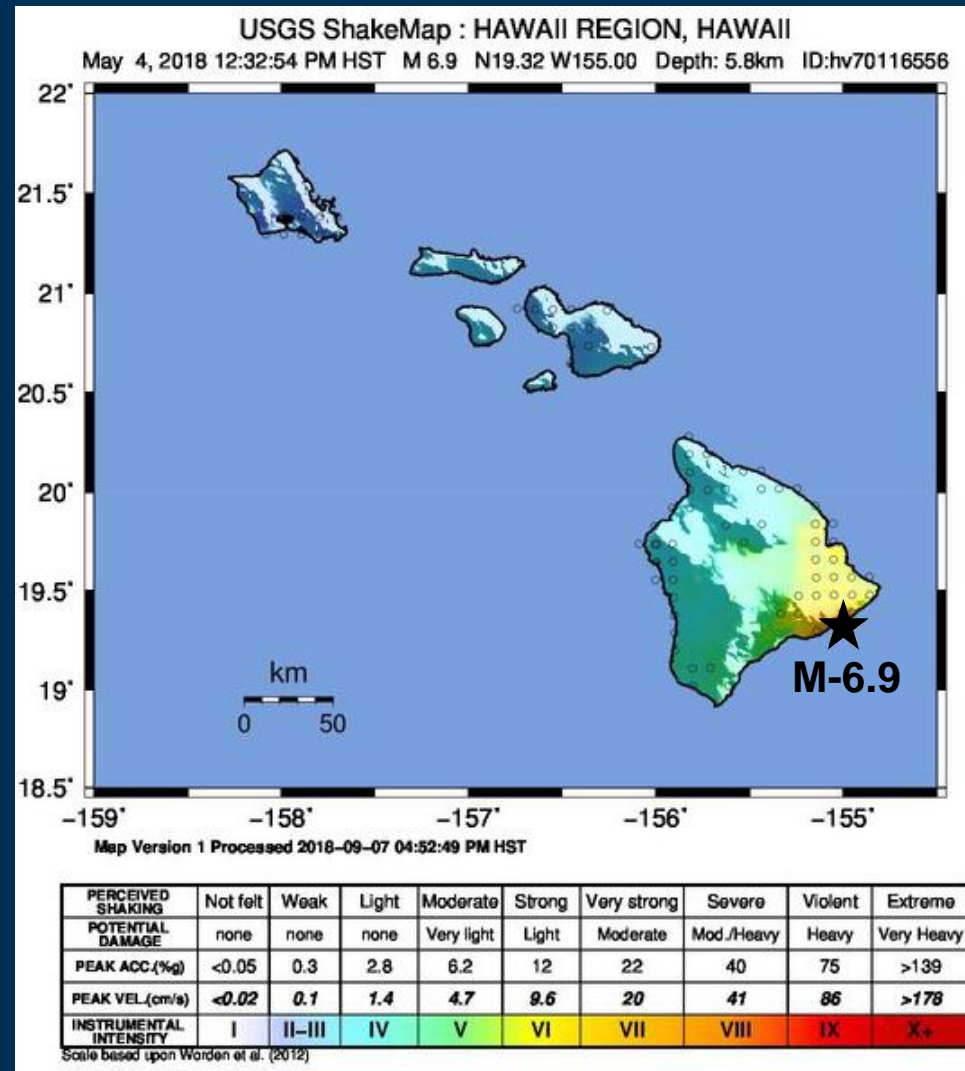 USGS ShakeMap : HAWAII REGION, HAWAII
May 4, 2018 12:32:54 PM HST M 6.9 N19.32 W155.00 Depth: 5.8km ID:hv70116556
22˚
21.5˚
21˚
20.5˚
20˚
19.5˚
19˚
18.5˚
M-6.9
km
0 50
−159˚ −158˚ −157˚ −156˚ −155˚
Map Version 1 Processed 2018−09−07 04:52:49 PM HST
PERCEIVED SHAKING Not felt Weak Light Moderate Strong Very strong Severe Violent Extreme
POTENTIAL DAMAGE none none none Very light Light Moderate Mod./Heavy Heavy Very Heavy
PEAK ACC.(%g) <0.05 0.3 2.8 6.2 12 22 40 75 >139
PEAK VEL.(cm/s) <0.02 0.1 1.4 4.7 9.6 20 41 86 >178
INSTRUMENTAL INTENSITY I II–III IV V VI VII VIII IX X+
Scale based upon Worden et al. (2012)